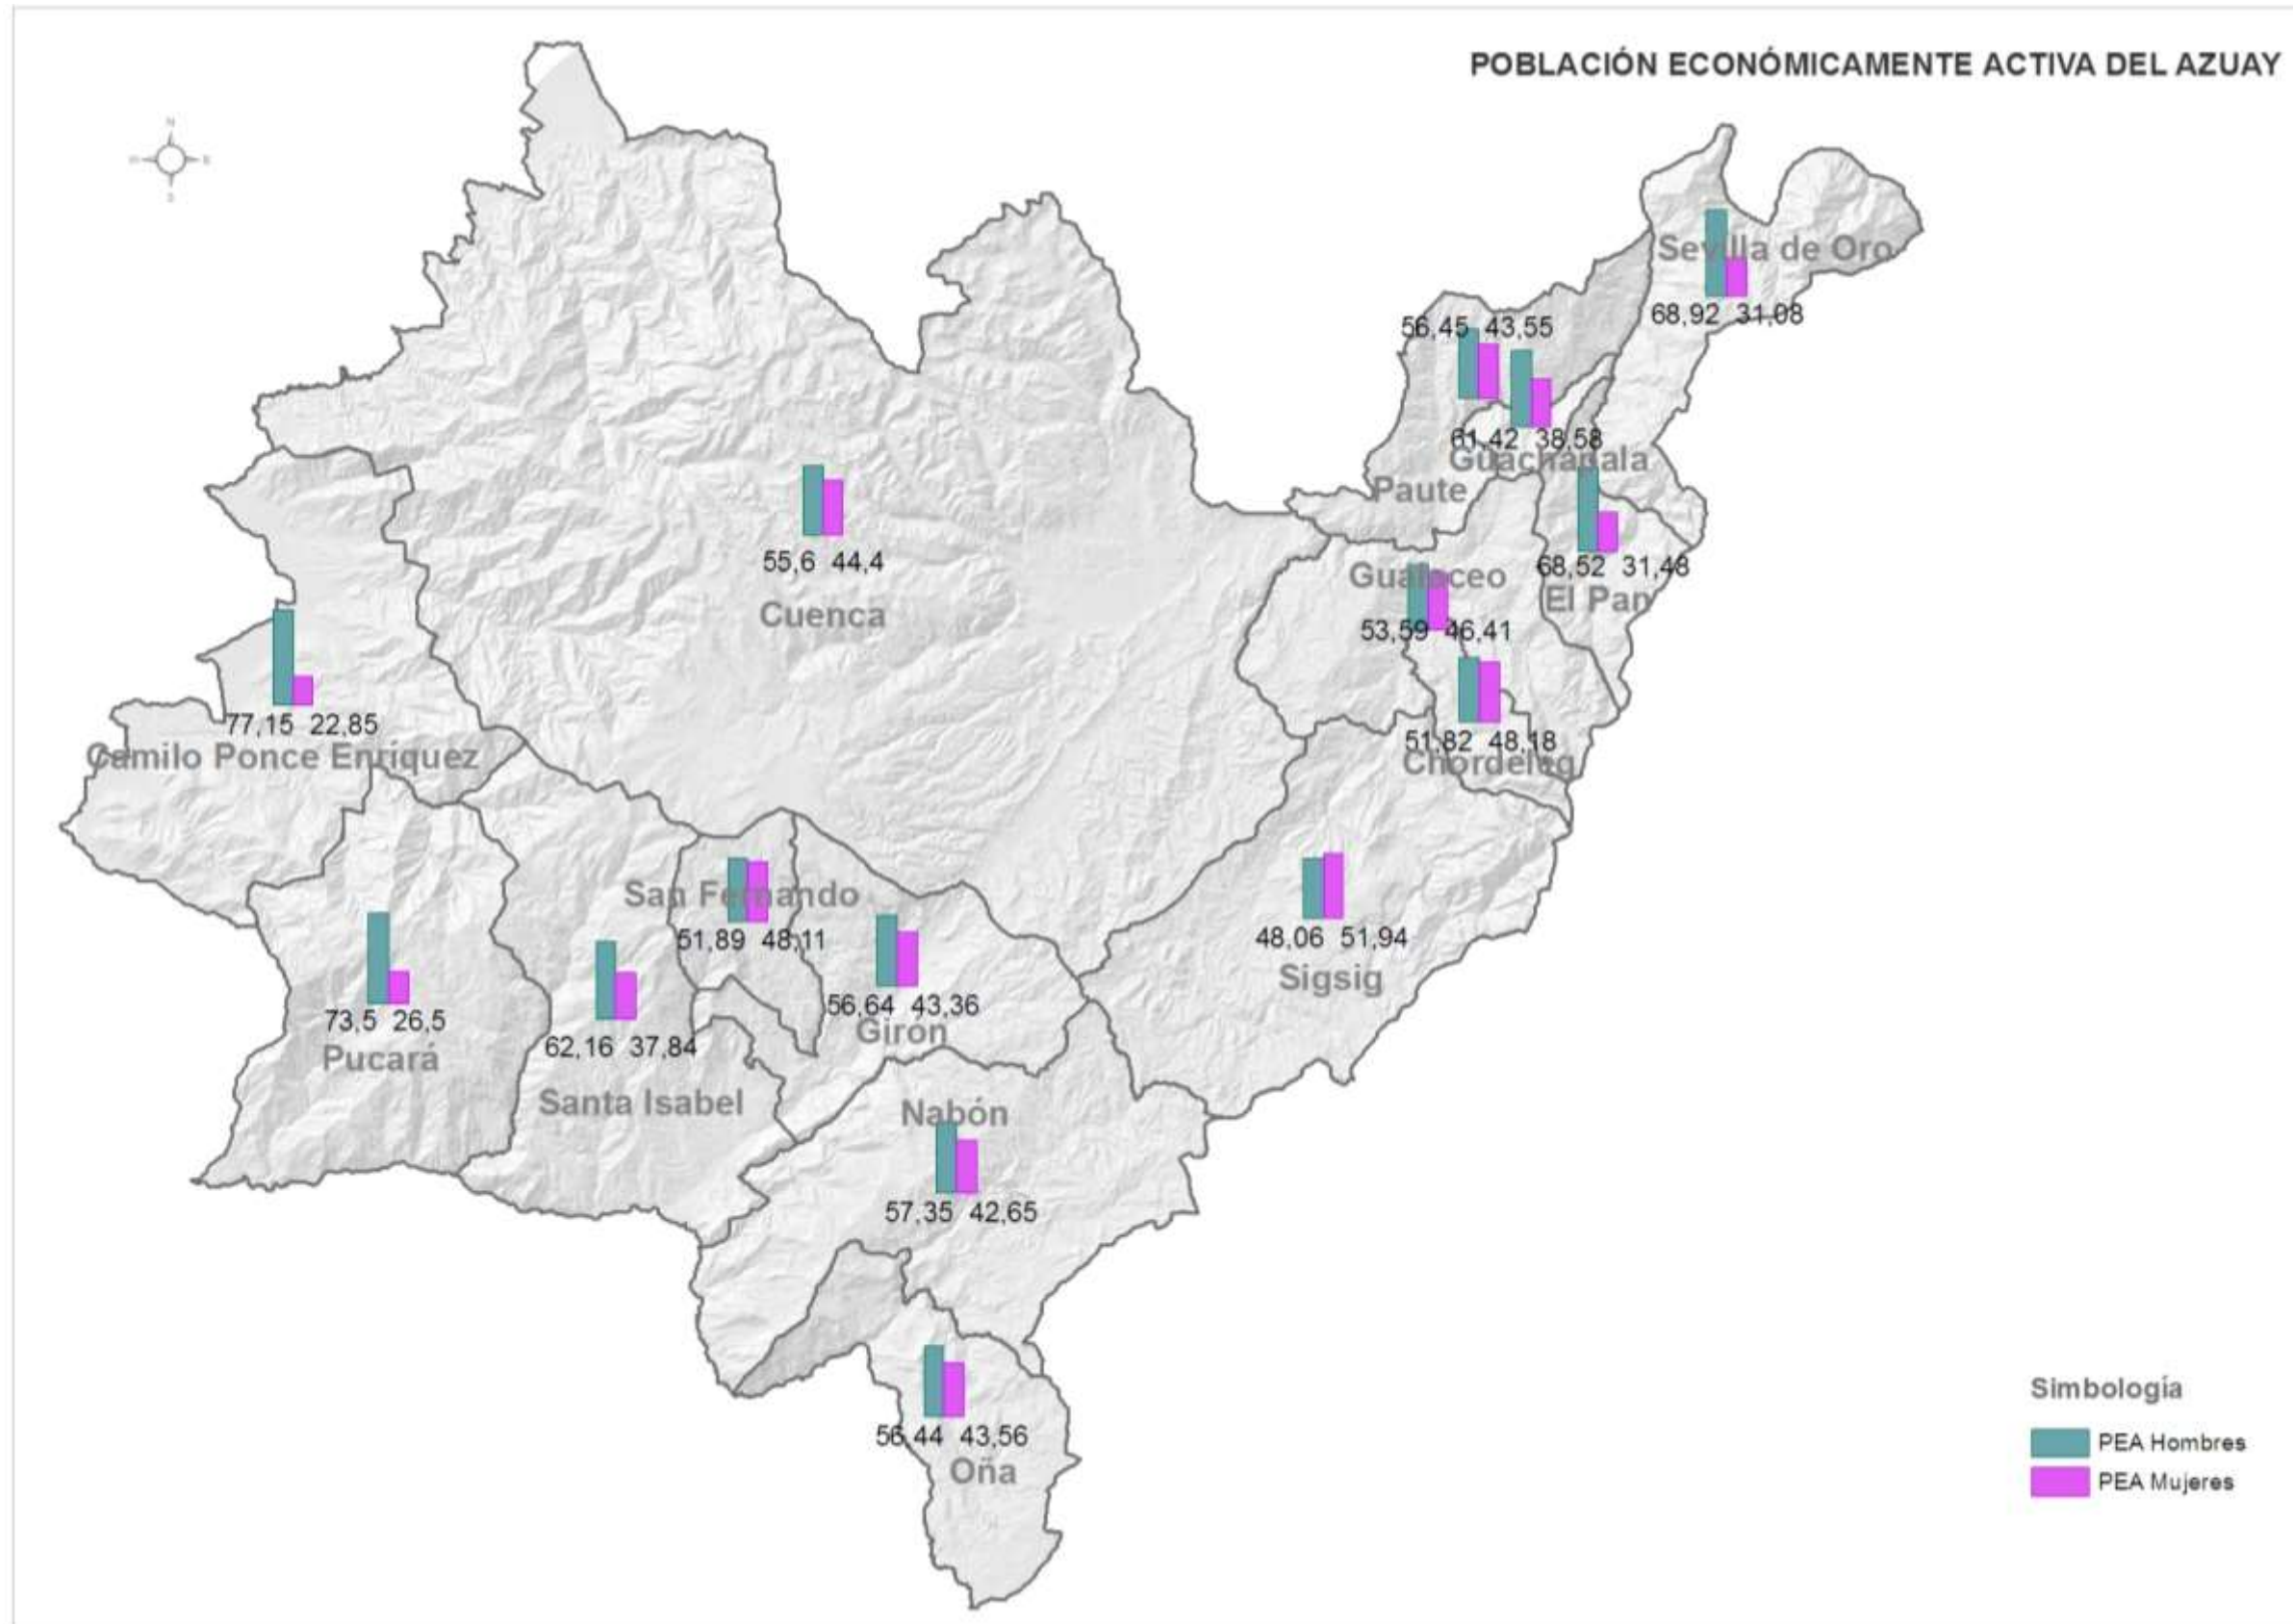 POBLACIÓN ECONÓMICAMENTE ACTIVA DEL AZUAY
N
E
S
Sevilla de Oro
68,92 31,08
56,45 43,55
61,42 38,58
Guachapala
Paute
55,6 44,4
Cuenca
68,52 31,48
El Pan
Gualaceo
53,59 46,41
77,15 22,85
Camilo Ponce Enríquez
51,82 48,18
Chordeleg
San Fernando
51,89 48,11
48,06 51,94
Sigsig
56,64 43,36
Girón
73,5 26,5
Pucará
62,16 37,84
Santa Isabel
Nabón
57,35 42,65
56,44 43,56
Oña
Simbología
PEA Hombres
PEA Mujeres